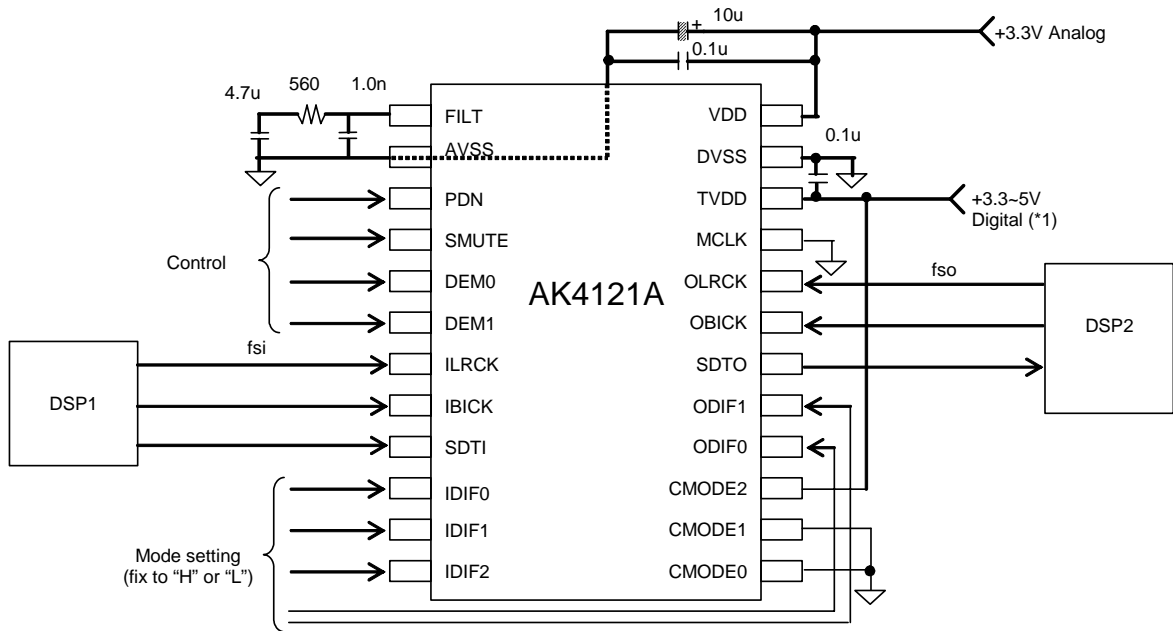 10u
+
+3.3V Analog
0.1u
4.7u
560
1.0n
FILT
VDD
0.1u
AVSS
DVSS
PDN
TVDD
+3.3~5V
Digital (*1)
SMUTE
MCLK
Control
DEM0
OLRCK
fso
AK4121A
DEM1
OBICK
DSP2
fsi
ILRCK
SDTO
DSP1
IBICK
ODIF1
SDTI
ODIF0
IDIF0
CMODE2
IDIF1
CMODE1
Mode setting
(fix to “H” or “L”)
IDIF2
CMODE0